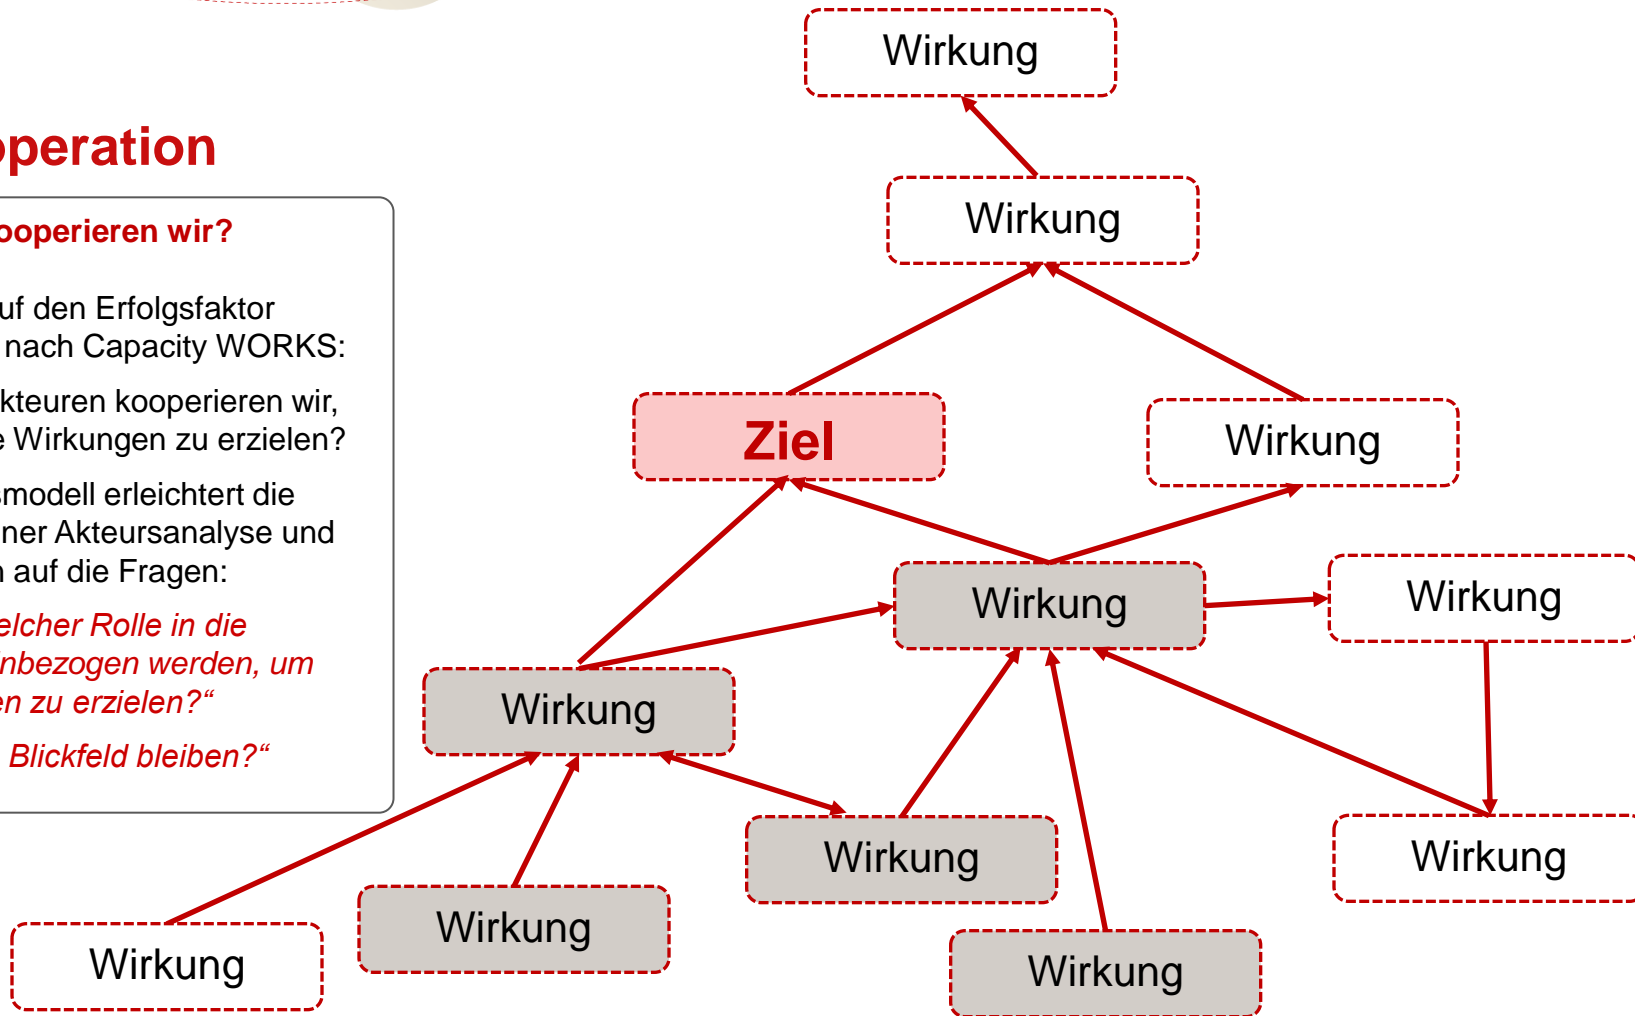 operation
ooperieren wir?
uf den Erfolgsfaktor
nach Capacity WORKS:
kteuren kooperieren wir,
e Wirkungen zu erzielen?
smodell erleichtert die
ner Akteursanalyse und
n auf die Fragen:
elcher Rolle in die
inbezogen werden, um
en zu erzielen?“
Blickfeld bleiben?“
Wirkung
Wirkung
Ziel
Wirkung
Wirkung
Wirkung
Wirkung
Wirkung
Wirkung
Wirkung
Wirkung
Wirkung